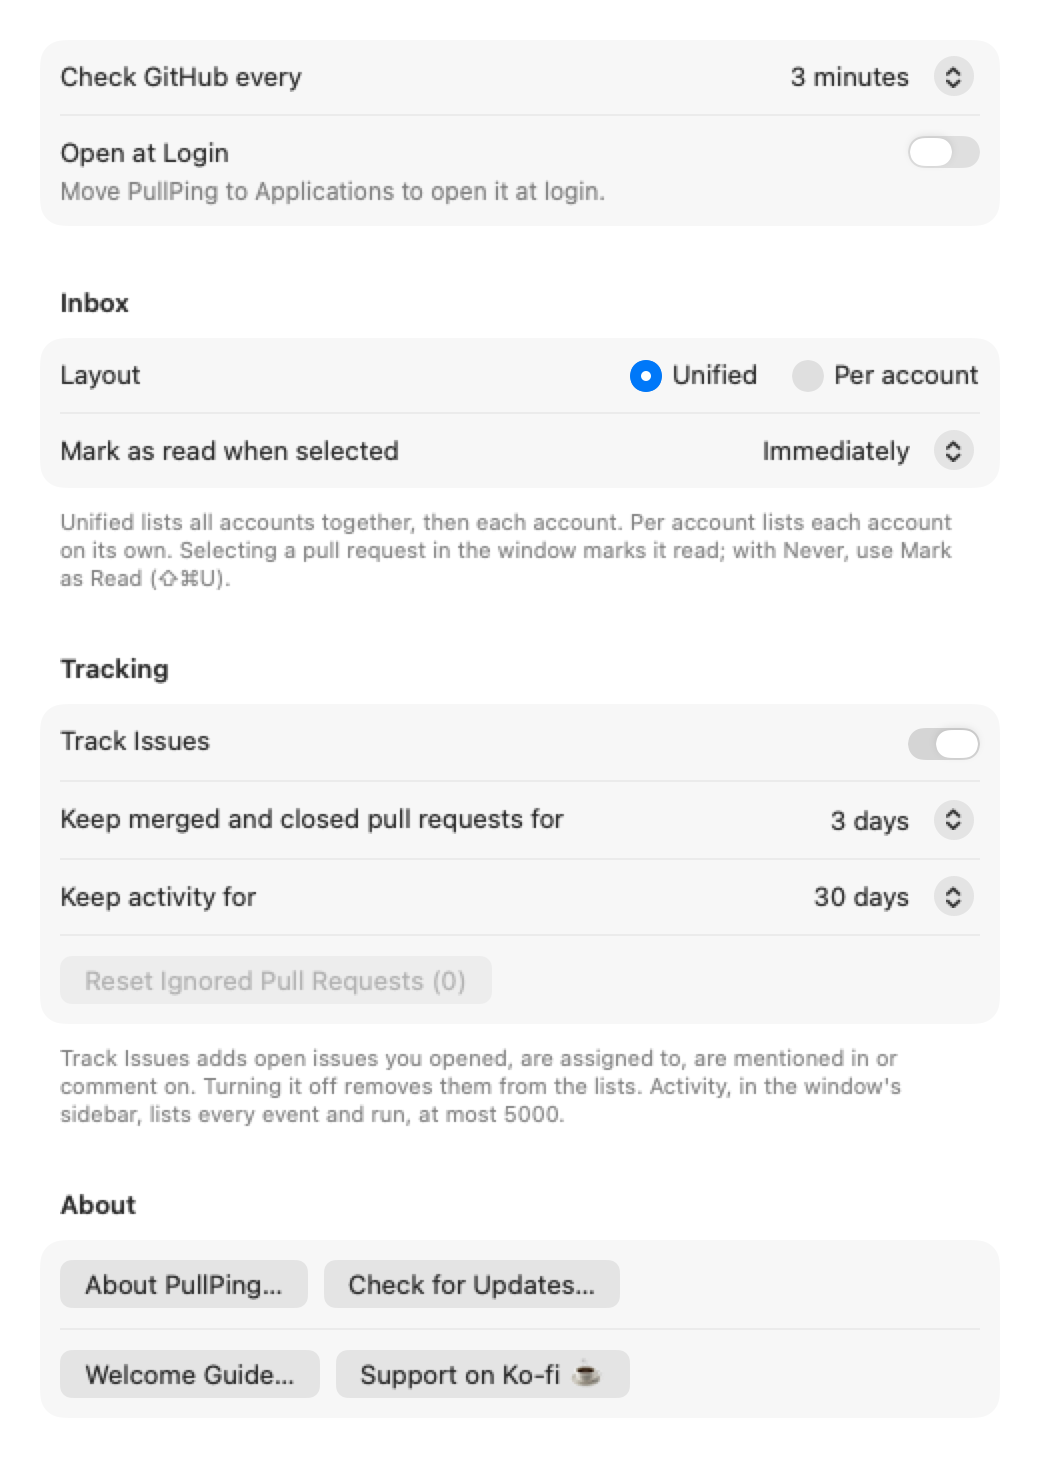 Check GitHub every
3 minutes
Open at Login
Move PullPing to Applications to open it at login.
Inbox
Layout
Unified
Per account
Mark as read when selected
Immediately
Unified lists all accounts together, then each account. Per account lists each account
on its own. Selecting a pull request in the window marks it read; with Never, use Mark
as Read (⇧⌘U).
Tracking
Track Issues
Keep merged and closed pull requests for
3 days
Keep activity for
30 days
Reset Ignored Pull Requests (0)
Track Issues adds open issues you opened, are assigned to, are mentioned in or
comment on. Turning it off removes them from the lists. Activity, in the window's
sidebar, lists every event and run, at most 5000.
About
About PullPing...
Check for Updates...
Welcome Guide...
Support on Ko-fi ☕